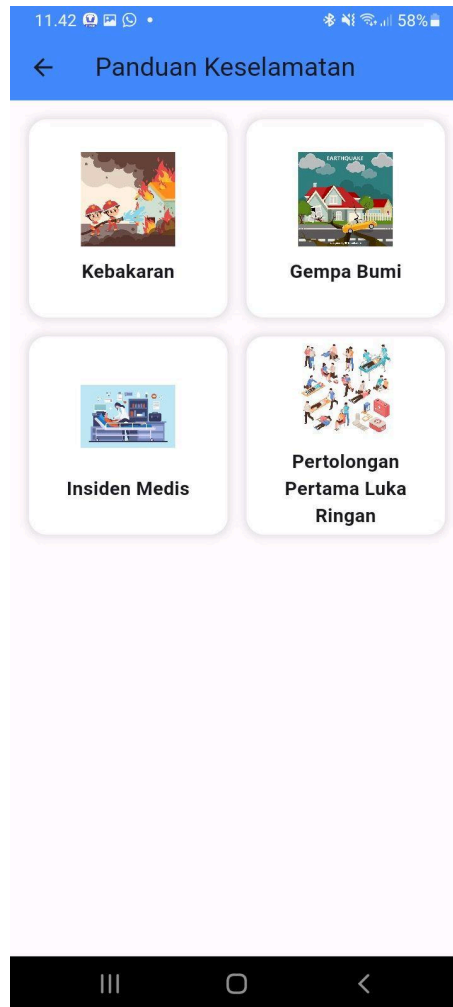 11.42
58%
Panduan Keselamatan
EARTHQUAKE
Kebakaran
Gempa Bumi
Insiden Medis
Pertolongan
Pertama Luka
Ringan